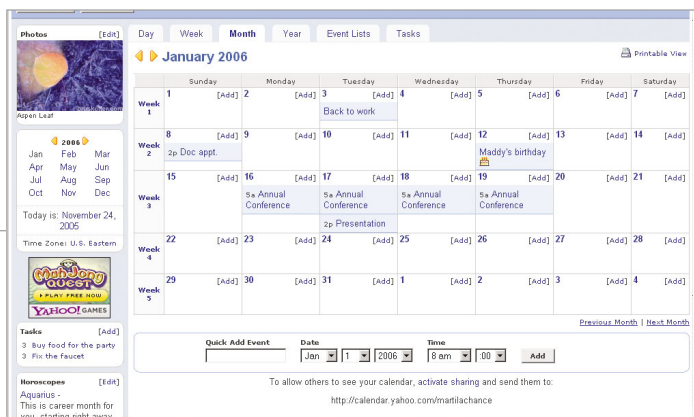 Photos [Edit]
Aspen Leaf
2006
Jan Feb Mar
Apr May Jun
Jul Aug Sep
Oct Nov Dec
Today is: November 24,
2005
Time Zone: U.S. Eastern
MahJong
QUEST
PLAY FREE NOW
YAHOO! GAMES
Tasks [Add]
3 Buy food for the party
3 Fix the faucet
Horoscopes [Edit]
Aquarius -
This is career month for
you, starting right away
Day Week Month Year Event Lists Tasks
January 2006
Printable View
Sunday Monday Tuesday Wednesday Thursday Friday Saturday
Week 1
1 [Add] 2 [Add] 3 [Add] 4 [Add] 5 [Add] 6 [Add] 7 [Add]
Back to work
Week 2
8 [Add] 9 [Add] 10 [Add] 11 [Add] 12 [Add] 13 [Add] 14 [Add]
2p Doc appt. Maddy's birthday
Week 3
15 [Add] 16 [Add] 17 [Add] 18 [Add] 19 [Add] 20 [Add] 21 [Add]
5a Annual 5a Annual 5a Annual 5a Annual
Conference Conference Conference Conference
2p Presentation
Week 4
22 [Add] 23 [Add] 24 [Add] 25 [Add] 26 [Add] 27 [Add] 28 [Add]
Week 5
29 [Add] 30 [Add] 31 [Add] 1 [Add] 2 [Add] 3 [Add] 4 [Add]
Previous Month | Next Month
Quick Add Event Date Time
Jan 1 2006 8 am :00 Add
To allow others to see your calendar, activate sharing and send them to:
http://calendar.yahoo.com/martilachance